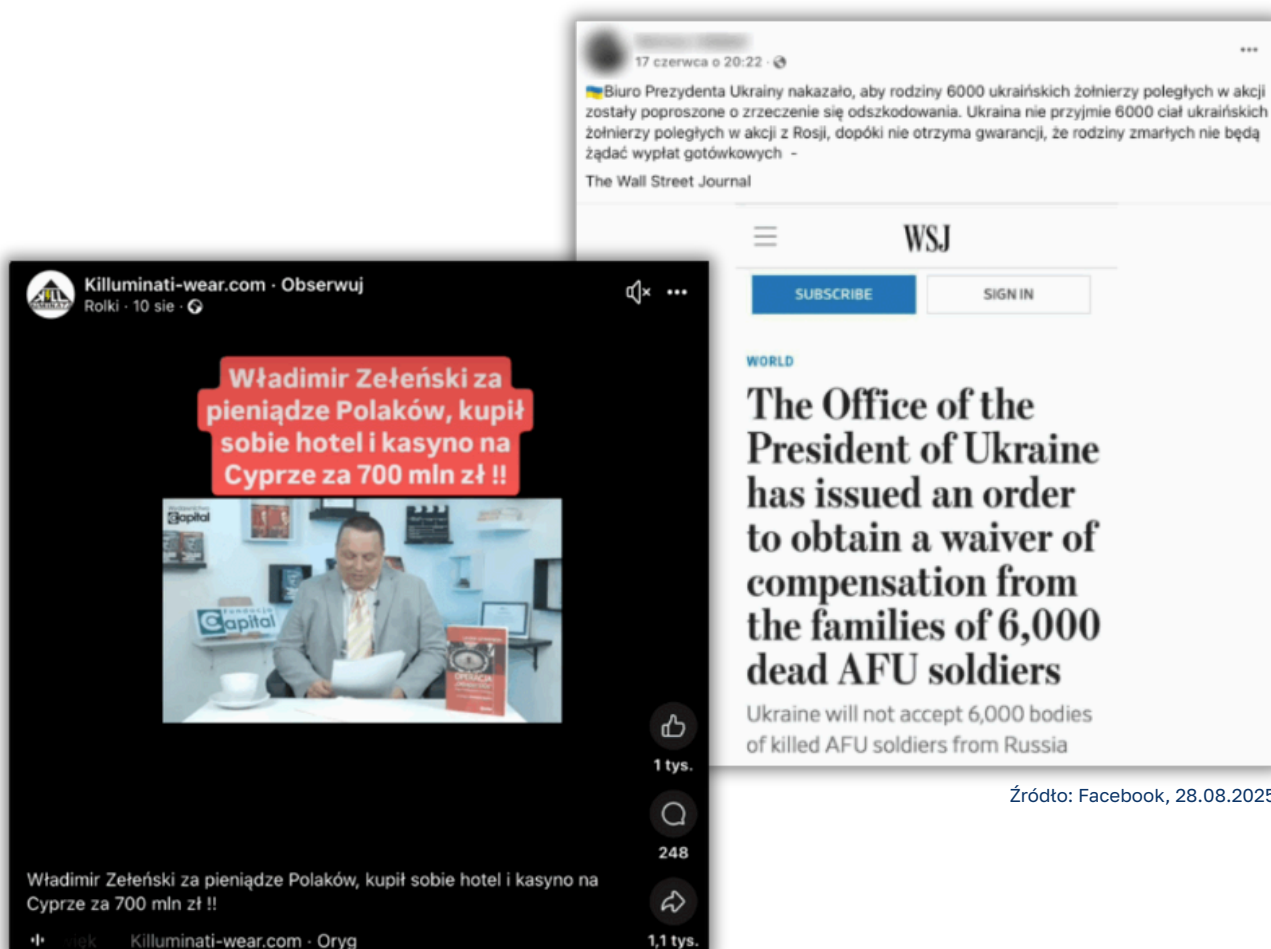 17 czerwca o 20:22 ·
Biuro Prezydenta Ukrainy nakazało, aby rodziny 6000 ukraińskich żołnierzy poległych w akcji
zostały poproszone o zrzeczenie się odszkodowania. Ukraina nie przyjmie 6000 ciał ukraińskich
żołnierzy poległych w akcji z Rosji, dopóki nie otrzyma gwarancji, że rodziny zmarłych nie będą
żądać wypłat gotówkowych -
The Wall Street Journal
WSJ
SUBSCRIBE
SIGN IN
WORLD
The Office of the
President of Ukraine
has issued an order
to obtain a waiver of
compensation from
the families of 6,000
dead AFU soldiers
Ukraine will not accept 6,000 bodies
of killed AFU soldiers from Russia
Źródło: Facebook, 28.08.2025
Killuminati-wear.com · Obserwuj
Rolki · 10 sie ·
Władimir Zełeński za
pieniądze Polaków, kupił
sobie hotel i kasyno na
Cyprze za 700 mln zł !!
Capital
fundacja
Capital
OPERACJA
1 tys.
248
1,1 tys.
Władimir Zełeński za pieniądze Polaków, kupił sobie hotel i kasyno na
Cyprze za 700 mln zł !!
Killuminati-wear.com · Oryg